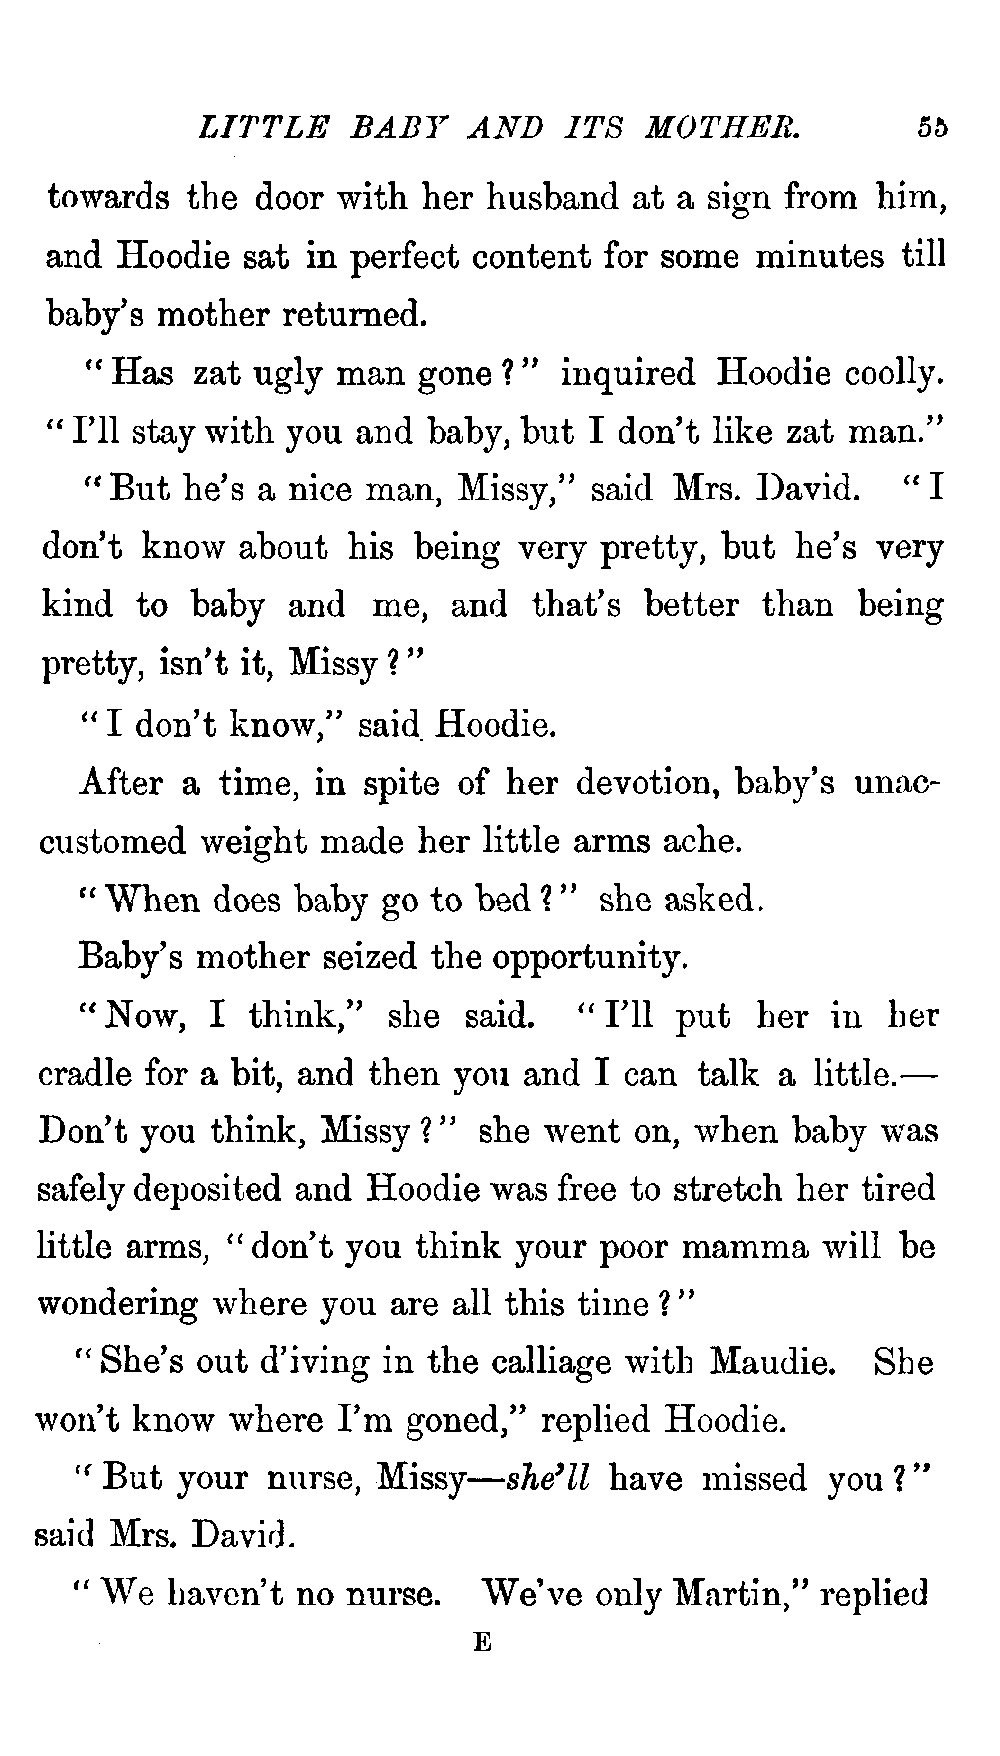 LITTLE BABY AND ITS MOTHER. 55
towards the door with her husband at a sign from him,
and Hoodie sat in perfect content for some minutes till
baby's mother returned.
"Has zat ugly man gone?" inquired Hoodie coolly.
"I'll stay with you and baby, but I don't like zat man."
"But he's a nice man, Missy," said Mrs. David. "I
don't know about his being very pretty, but he's very
kind to baby and me, and that's better than being
pretty, isn't it, Missy?"
"I don't know," said Hoodie.
After a time, in spite of her devotion, baby's unac-
customed weight made her little arms ache.
"When does baby go to bed?" she asked.
Baby's mother seized the opportunity.
"Now, I think," she said. "I'll put her in her
cradle for a bit, and then you and I can talk a little.—
Don't you think, Missy?" she went on, when baby was
safely deposited and Hoodie was free to stretch her tired
little arms, "don't you think your poor mamma will be
wondering where you are all this time?"
"She's out d'iving in the calliage with Maudie. She
won't know where I'm goned," replied Hoodie.
"But your nurse, Missy—she'll have missed you?"
said Mrs. David.
"We haven't no nurse. We've only Martin," replied
E